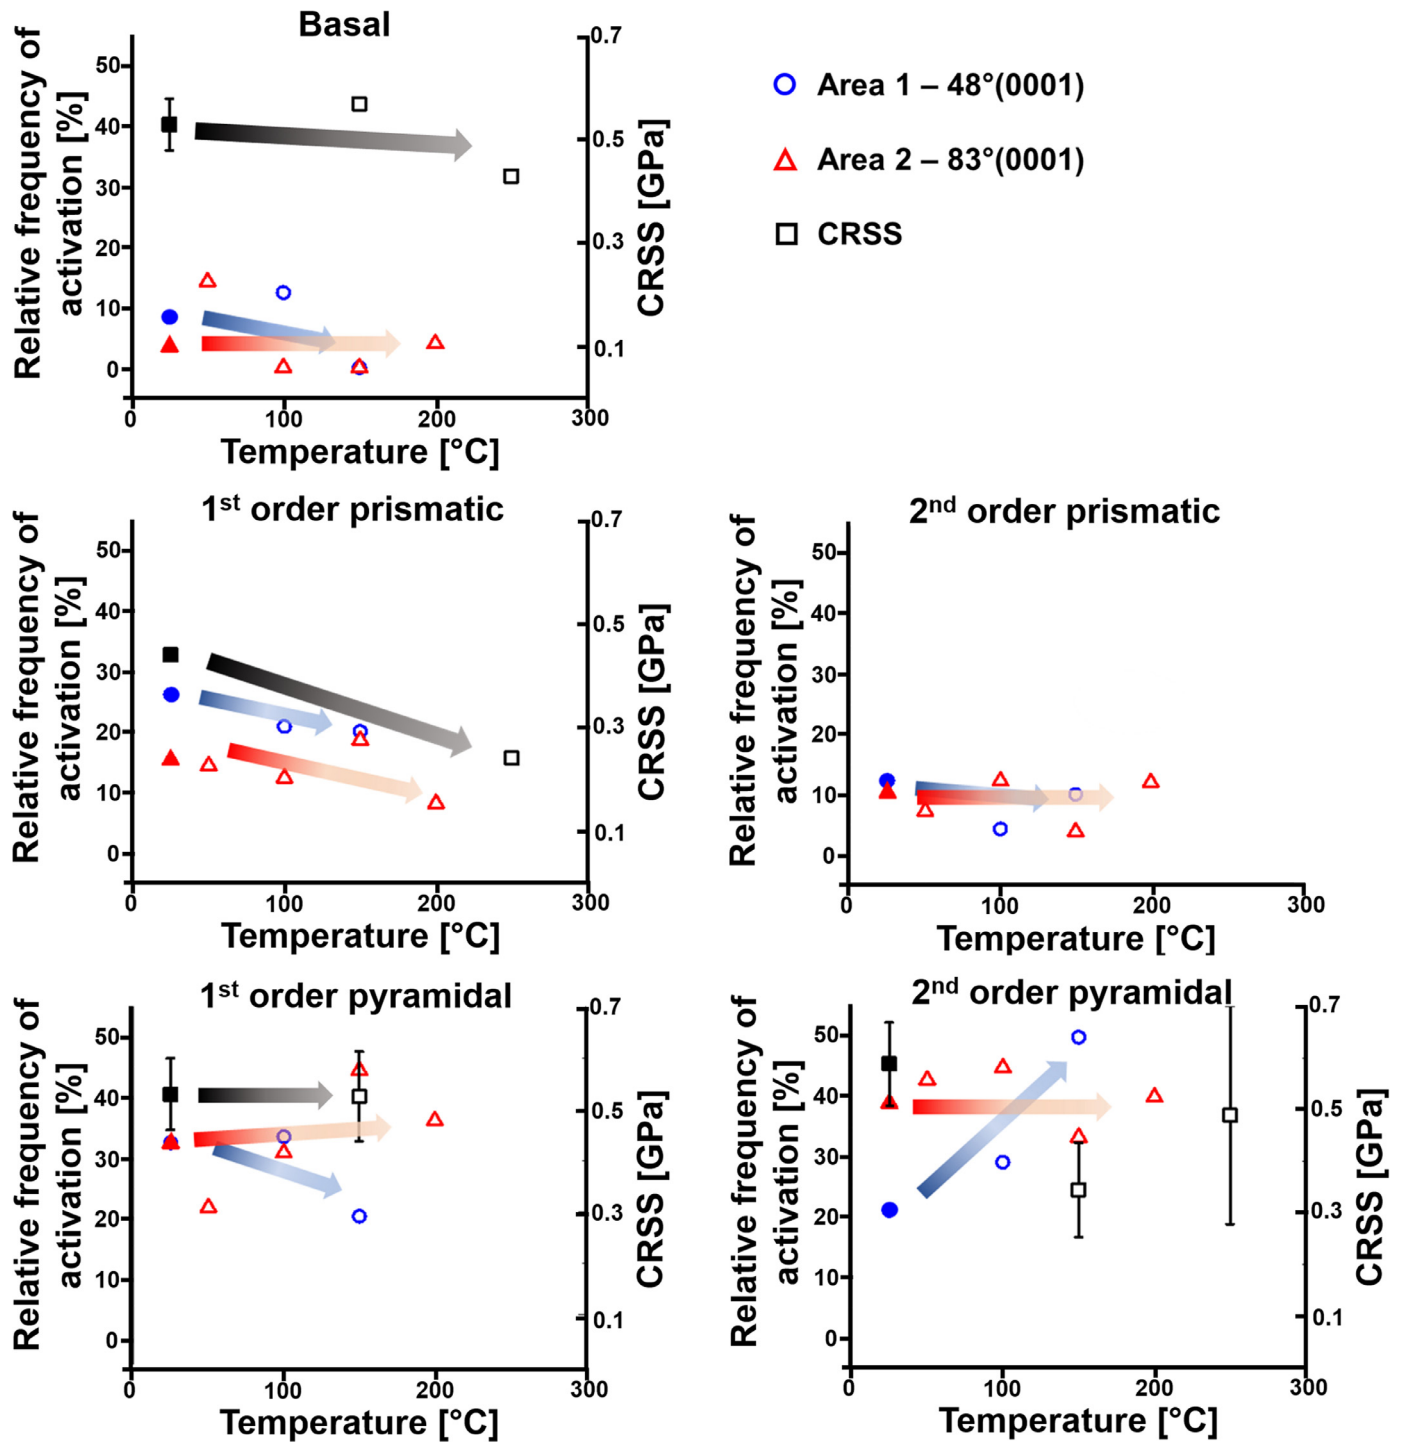 Basal
Relative frequency of
activation [%]
50
40
30
20
10
0
0.7
0.5
0.3
0.1
CRSS [GPa]
0
100
200
300
Temperature [°C]
Area 1 – 48°(0001)
Area 2 – 83°(0001)
CRSS
1st order prismatic
Relative frequency of
activation [%]
50
40
30
20
10
0
0.7
0.5
0.3
0.1
CRSS [GPa]
0
100
200
300
Temperature [°C]
2nd order prismatic
Relative frequency of
activation [%]
50
40
30
20
10
0
0
100
200
300
Temperature [°C]
1st order pyramidal
Relative frequency of
activation [%]
50
40
30
20
10
0
0.7
0.5
0.3
0.1
CRSS [GPa]
0
100
200
300
Temperature [°C]
2nd order pyramidal
Relative frequency of
activation [%]
50
40
30
20
10
0
0.7
0.5
0.3
0.1
CRSS [GPa]
0
100
200
300
Temperature [°C]